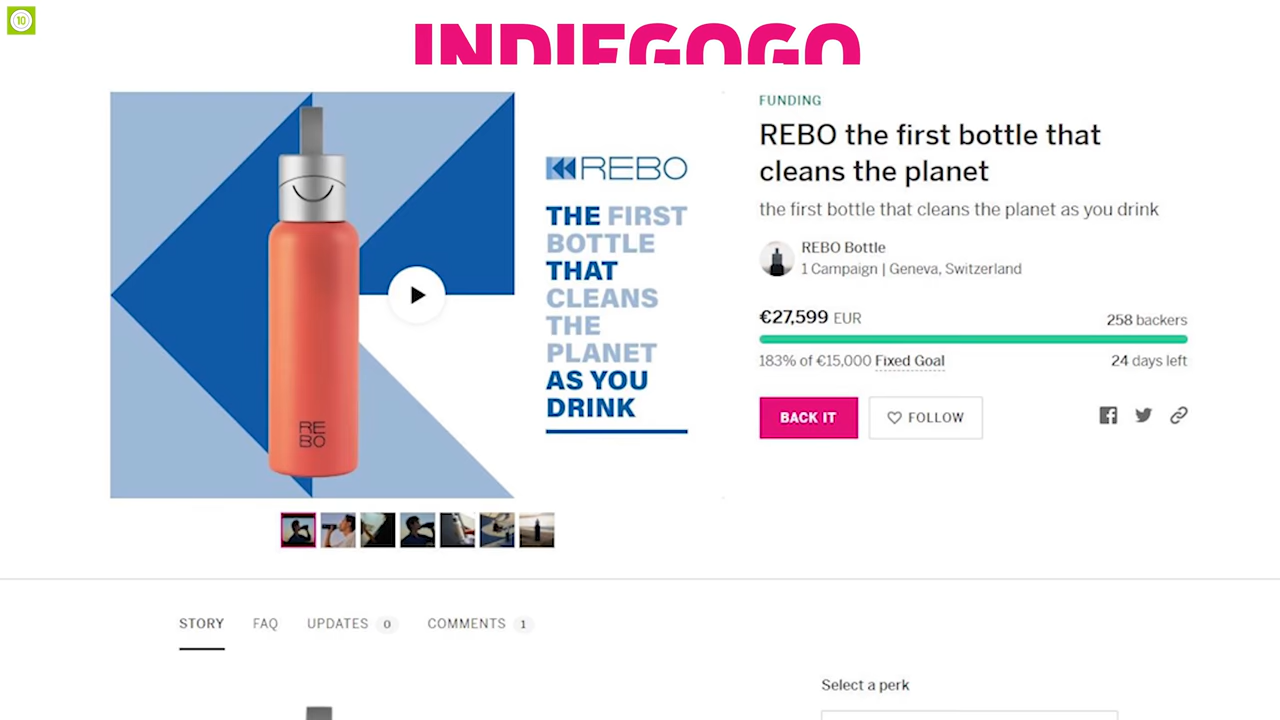 10
INDIEGOGO
REBO
THE FIRST
BOTTLE
THAT
CLEANS
THE
PLANET
AS YOU
DRINK
RE
BO
FUNDING
REBO the first bottle that
cleans the planet
the first bottle that cleans the planet as you drink
REBO Bottle
1 Campaign | Geneva, Switzerland
€27,599 EUR
258 backers
183% of €15,000 Fixed Goal
24 days left
BACK IT
FOLLOW
STORY
FAQ
UPDATES 0
COMMENTS 1
Select a perk